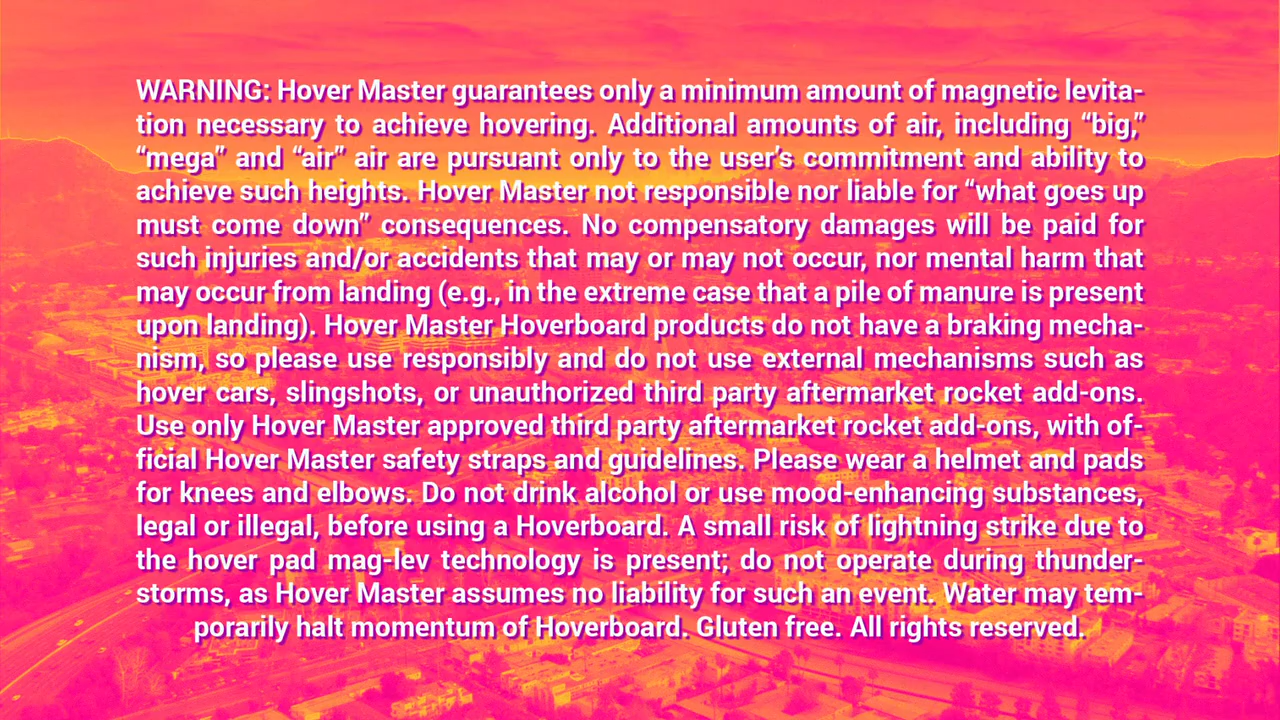 WARNING: Hover Master guarantees only a minimum amount of magnetic levita-
tion necessary to achieve hovering. Additional amounts of air, including “big,”
“mega” and “air” air are pursuant only to the user's commitment and ability to
achieve such heights. Hover Master not responsible nor liable for “what goes up
must come down” consequences. No compensatory damages will be paid for
such injuries and/or accidents that may or may not occur, nor mental harm that
may occur from landing (e.g., in the extreme case that a pile of manure is present
upon landing). Hover Master Hoverboard products do not have a braking mecha-
nism, so please use responsibly and do not use external mechanisms such as
hover cars, slingshots, or unauthorized third party aftermarket rocket add-ons.
Use only Hover Master approved third party aftermarket rocket add-ons, with of-
ficial Hover Master safety straps and guidelines. Please wear a helmet and pads
for knees and elbows. Do not drink alcohol or use mood-enhancing substances,
legal or illegal, before using a Hoverboard. A small risk of lightning strike due to
the hover pad mag-lev technology is present; do not operate during thunder-
storms, as Hover Master assumes no liability for such an event. Water may tem-
porarily halt momentum of Hoverboard. Gluten free. All rights reserved.